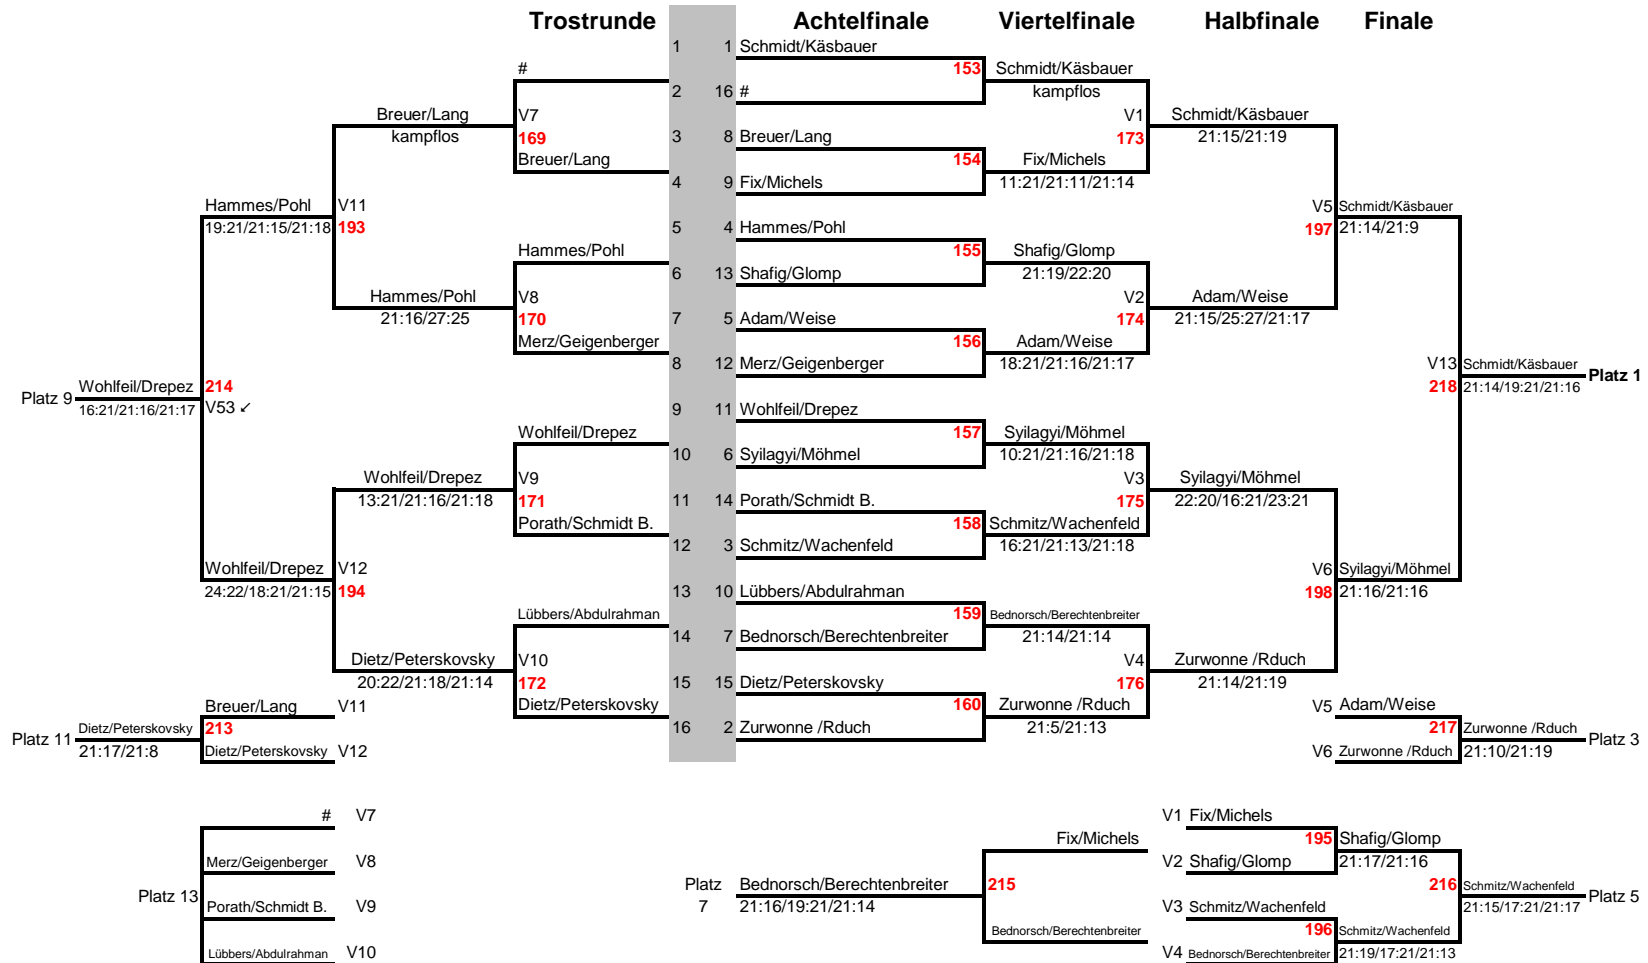 Trostrunde Achtelfinale Viertelfinale Halbfinale Finale
1 1 Schmidt/Käsbauer
# 153 Schmidt/Käsbauer
2 16 # kampflos
Breuer/Lang V7 V1 Schmidt/Käsbauer
kampflos 169 3 8 Breuer/Lang 173 21:15/21:19
Breuer/Lang 154 Fix/Michels
4 9 Fix/Michels 11:21/21:11/21:14
Hammes/Pohl V11 V5 Schmidt/Käsbauer
19:21/21:15/21:18 193 5 4 Hammes/Pohl 197 21:14/21:9
Hammes/Pohl 155 Shafig/Glomp
6 13 Shafig/Glomp 21:19/22:20
Hammes/Pohl V8 V2 Adam/Weise
21:16/27:25 170 7 5 Adam/Weise 174 21:15/25:27/21:17
Merz/Geigenberger 156 Adam/Weise
8 12 Merz/Geigenberger 18:21/21:16/21:17
V13 Schmidt/Käsbauer
Platz 9 Wohlfeil/Drepez 214 218 21:14/19:21/21:16 Platz 1
16:21/21:16/21:17 V53 ↙
9 11 Wohlfeil/Drepez
Wohlfeil/Drepez 157 Syilagyi/Möhmel
10 6 Syilagyi/Möhmel 10:21/21:16/21:18
Wohlfeil/Drepez V9 V3 Syilagyi/Möhmel
13:21/21:16/21:18 171 11 14 Porath/Schmidt B. 175 22:20/16:21/23:21
Porath/Schmidt B. 158 Schmitz/Wachenfeld
12 3 Schmitz/Wachenfeld 16:21/21:13/21:18
Wohlfeil/Drepez V12 V6 Syilagyi/Möhmel
24:22/18:21/21:15 194 13 10 Lübbers/Abdulrahman 198 21:16/21:16
Lübbers/Abdulrahman 159 Bednorsch/Berechtenbreiter
14 7 Bednorsch/Berechtenbreiter 21:14/21:14
Dietz/Peterskovsky V10 V4 Zurwonne /Rduch
20:22/21:18/21:14 172 15 15 Dietz/Peterskovsky 176 21:14/21:19
Breuer/Lang V11 Dietz/Peterskovsky 160 Zurwonne /Rduch V5 Adam/Weise
Platz 11 Dietz/Peterskovsky 213 16 2 Zurwonne /Rduch 21:5/21:13 217 Zurwonne /Rduch Platz 3
21:17/21:8 Dietz/Peterskovsky V12 V6 Zurwonne /Rduch 21:10/21:19
# V7 V1 Fix/Michels
Fix/Michels 195 Shafig/Glomp
Merz/Geigenberger V8 V2 Shafig/Glomp 21:17/21:16
Platz 13 Platz 7 Bednorsch/Berechtenbreiter 215 216 Schmitz/Wachenfeld Platz 5
Porath/Schmidt B. V9 21:16/19:21/21:14 V3 Schmitz/Wachenfeld 21:15/17:21/21:17
Bednorsch/Berechtenbreiter 196 Schmitz/Wachenfeld
Lübbers/Abdulrahman V10 V4 Bednorsch/Berechtenbreiter 21:19/17:21/21:13